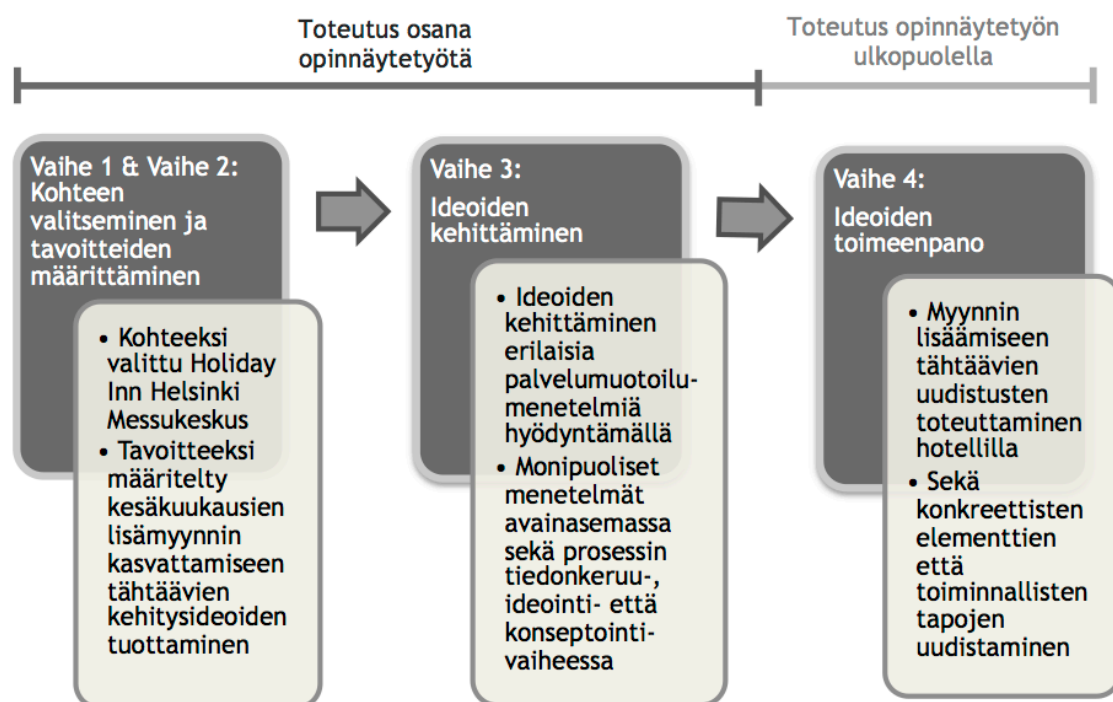 Toteutus osana
opinnäytetyötä
Toteutus opinnäytetyön
ulkopuolella
Vaihe 1 & Vaihe 2:
Kohteen
valitseminen ja
tavoitteiden
määrittäminen
• Kohteeksi
valittu Holiday
Inn Helsinki
Messukeskus
• Tavoitteeksi
määritelty
kesäkuukausien
lisämyynnin
kasvattamiseen
tähtäävien
kehitysideoiden
tuottaminen
Vaihe 3:
Ideoiden
kehittäminen
• Ideoiden
kehittäminen
erilaisia
palvelumuotoilu-
menetelmiä
hyödyntämällä
• Monipuoliset
menetelmät
avainasemassa
sekä prosessin
tiedonkeruu-,
ideointi- että
konseptointi-
vaiheessa
Vaihe 4:
Ideoiden
toimeenpano
• Myynnin
lisäämiseen
tähtäävien
uudistusten
toteuttaminen
hotellilla
• Sekä
konkreettisten
elementtien
että
toiminnallisten
tapojen
uudistaminen